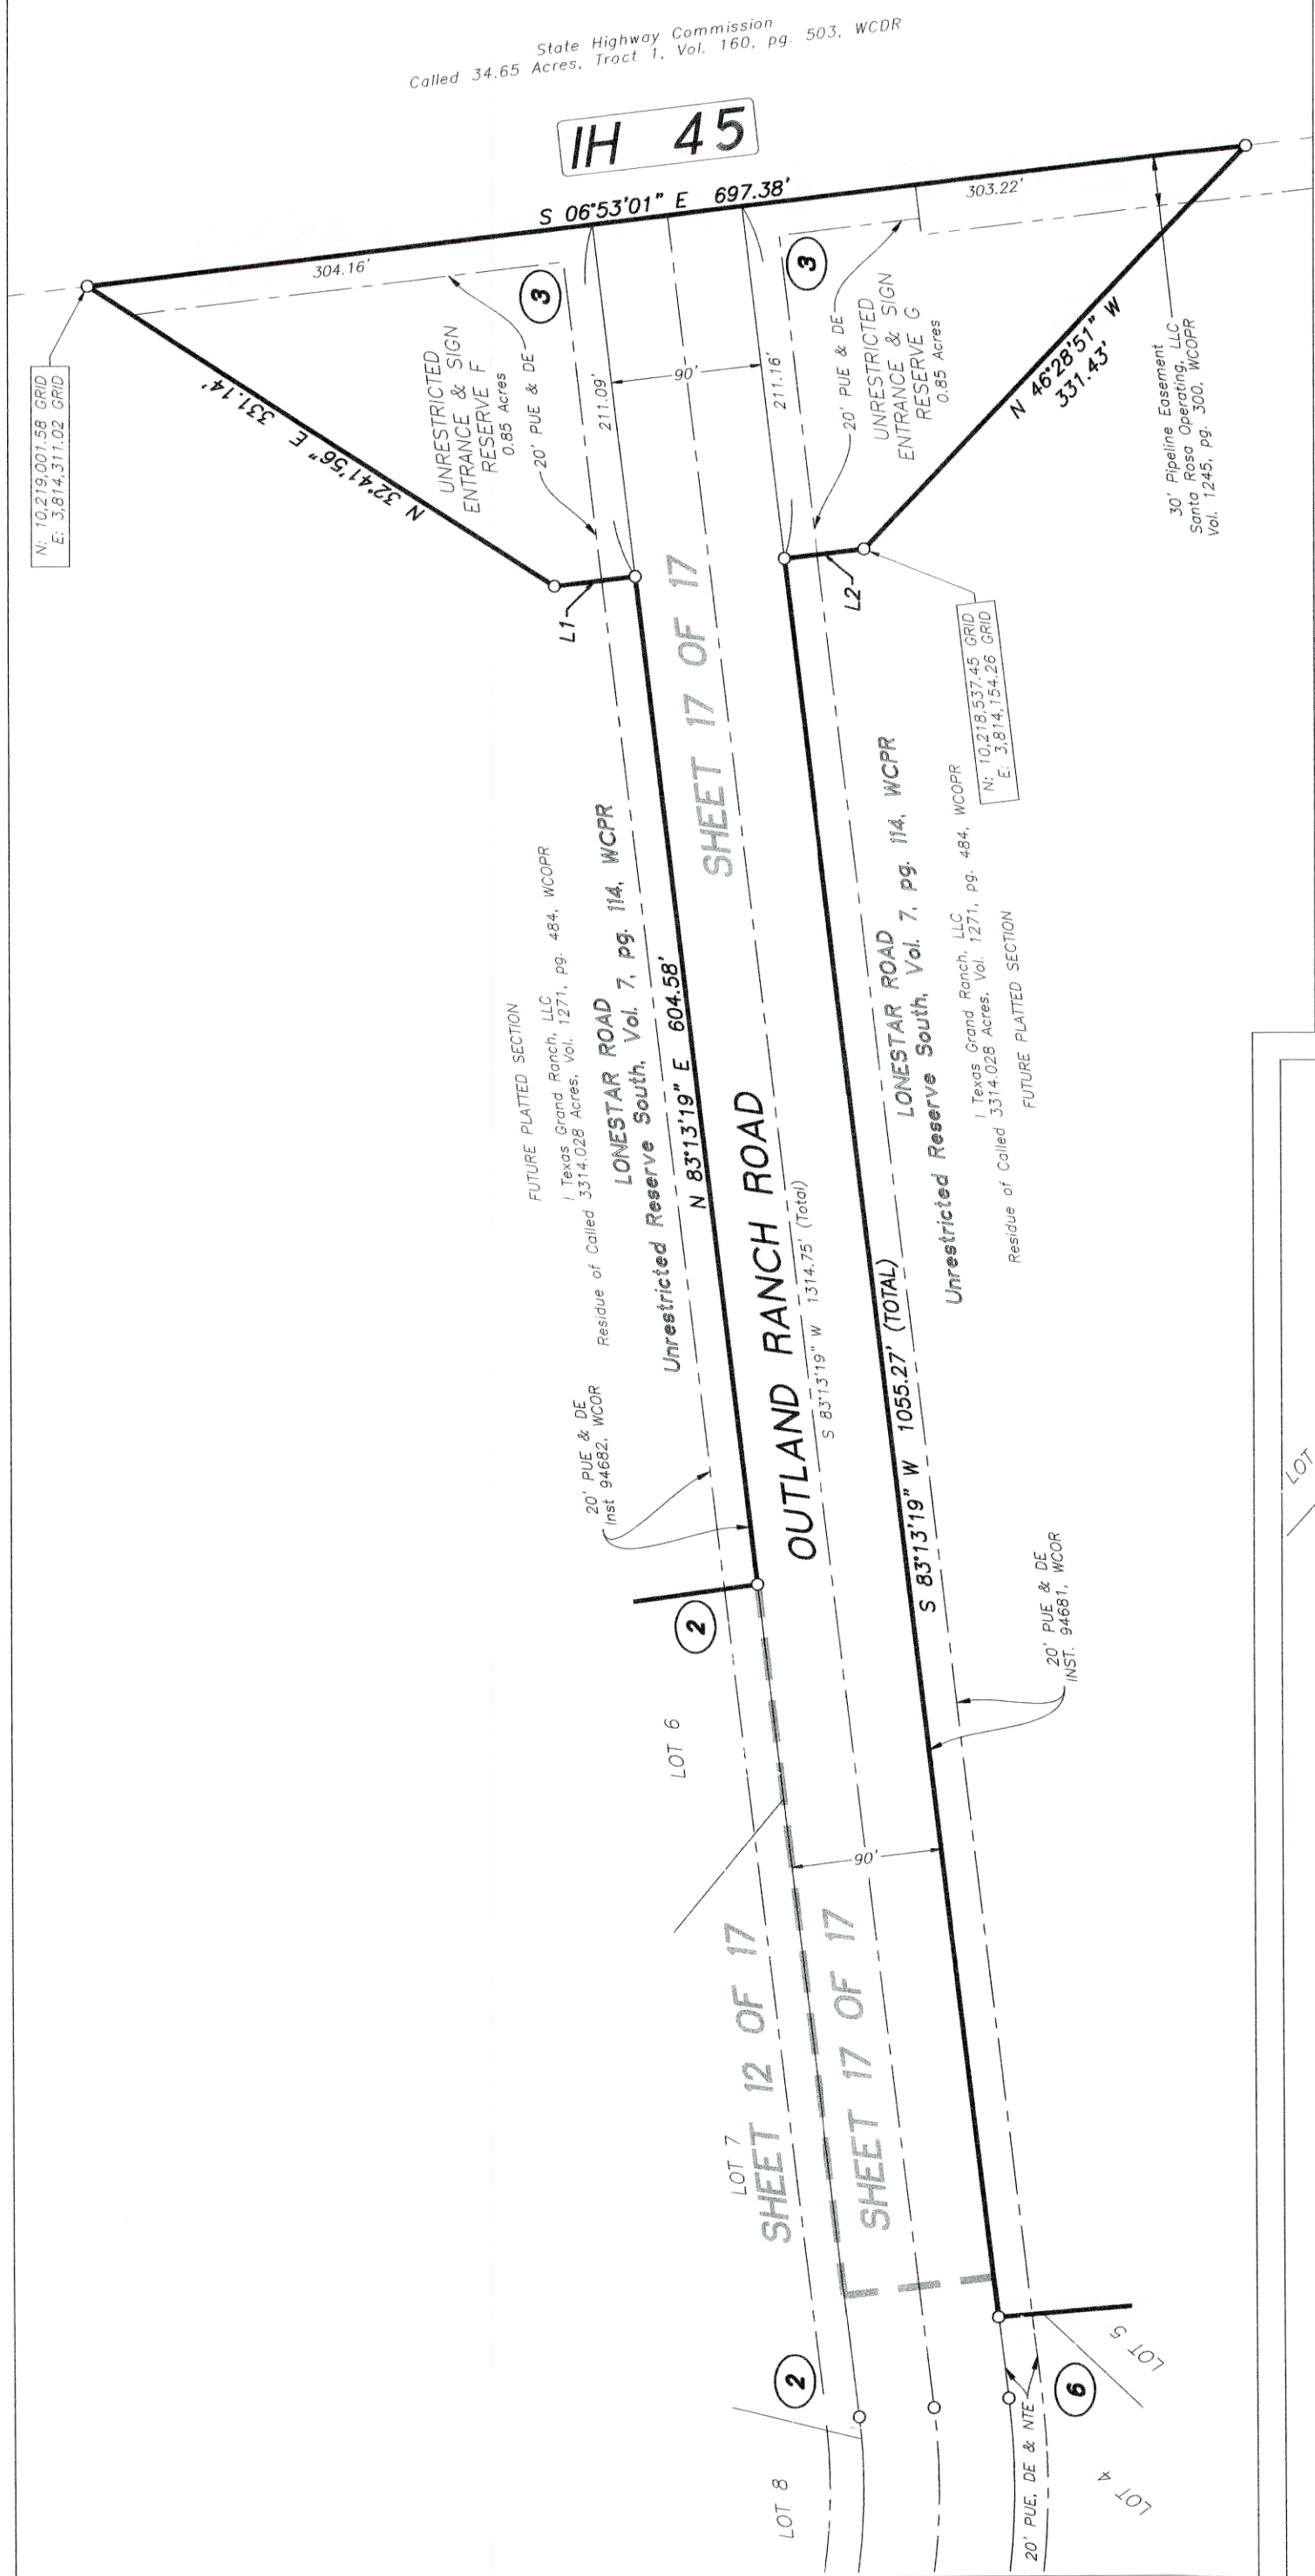 State Highway Commission
Called 34.65 Acres, Tract 1, Vol. 160, pg. 503, WCDR
IH 45
S 06°53'01" E 697.38'
303.22'
304.16'
N: 10,219,001.58 GRID
E: 3,814,311.02 GRID
N 32°41'56" E 331.14'
UNRESTRICTED
ENTRANCE & SIGN
RESERVE F
0.85 Acres
20' PUE & DE
3
211.09'
90'
211.16'
3
20' PUE & DE
UNRESTRICTED
ENTRANCE & SIGN
RESERVE G
0.85 Acres
N 46°28'51" W
331.43'
30' Pipeline Easement
Santa Rosa Operating, LLC
Vol. 1245, pg. 300, WCOPR
L1
L2
N: 10,218,537.45 GRID
E: 3,814,154.26 GRID
SHEET 17 OF 17
FUTURE PLATTED SECTION
I Texas Grand Ranch, LLC
Residue of Called 3314.028 Acres, Vol. 1271, pg. 484, WCOPR
LONESTAR ROAD
Unrestricted Reserve South, Vol. 7, pg. 114, WCPR
N 83°13'19" E 604.58'
OUTLAND RANCH ROAD
S 83°13'19" W 1314.75' (Total)
S 83°13'19" W 1055.27' (TOTAL)
LONESTAR ROAD
Unrestricted Reserve South, Vol. 7, pg. 114, WCPR
I Texas Grand Ranch, LLC
Residue of Called 3314.028 Acres, Vol. 1271, pg. 484, WCOPR
FUTURE PLATTED SECTION
20' PUE & DE
Inst 94682, WCOR
20' PUE & DE
INST. 94681, WCOR
2
LOT 6
90'
LOT 7
SHEET 12 OF 17
SHEET 17 OF 17
2
LOT 8
LOT 5
6
20' PUE, DE & NTE
LOT 4
LOT